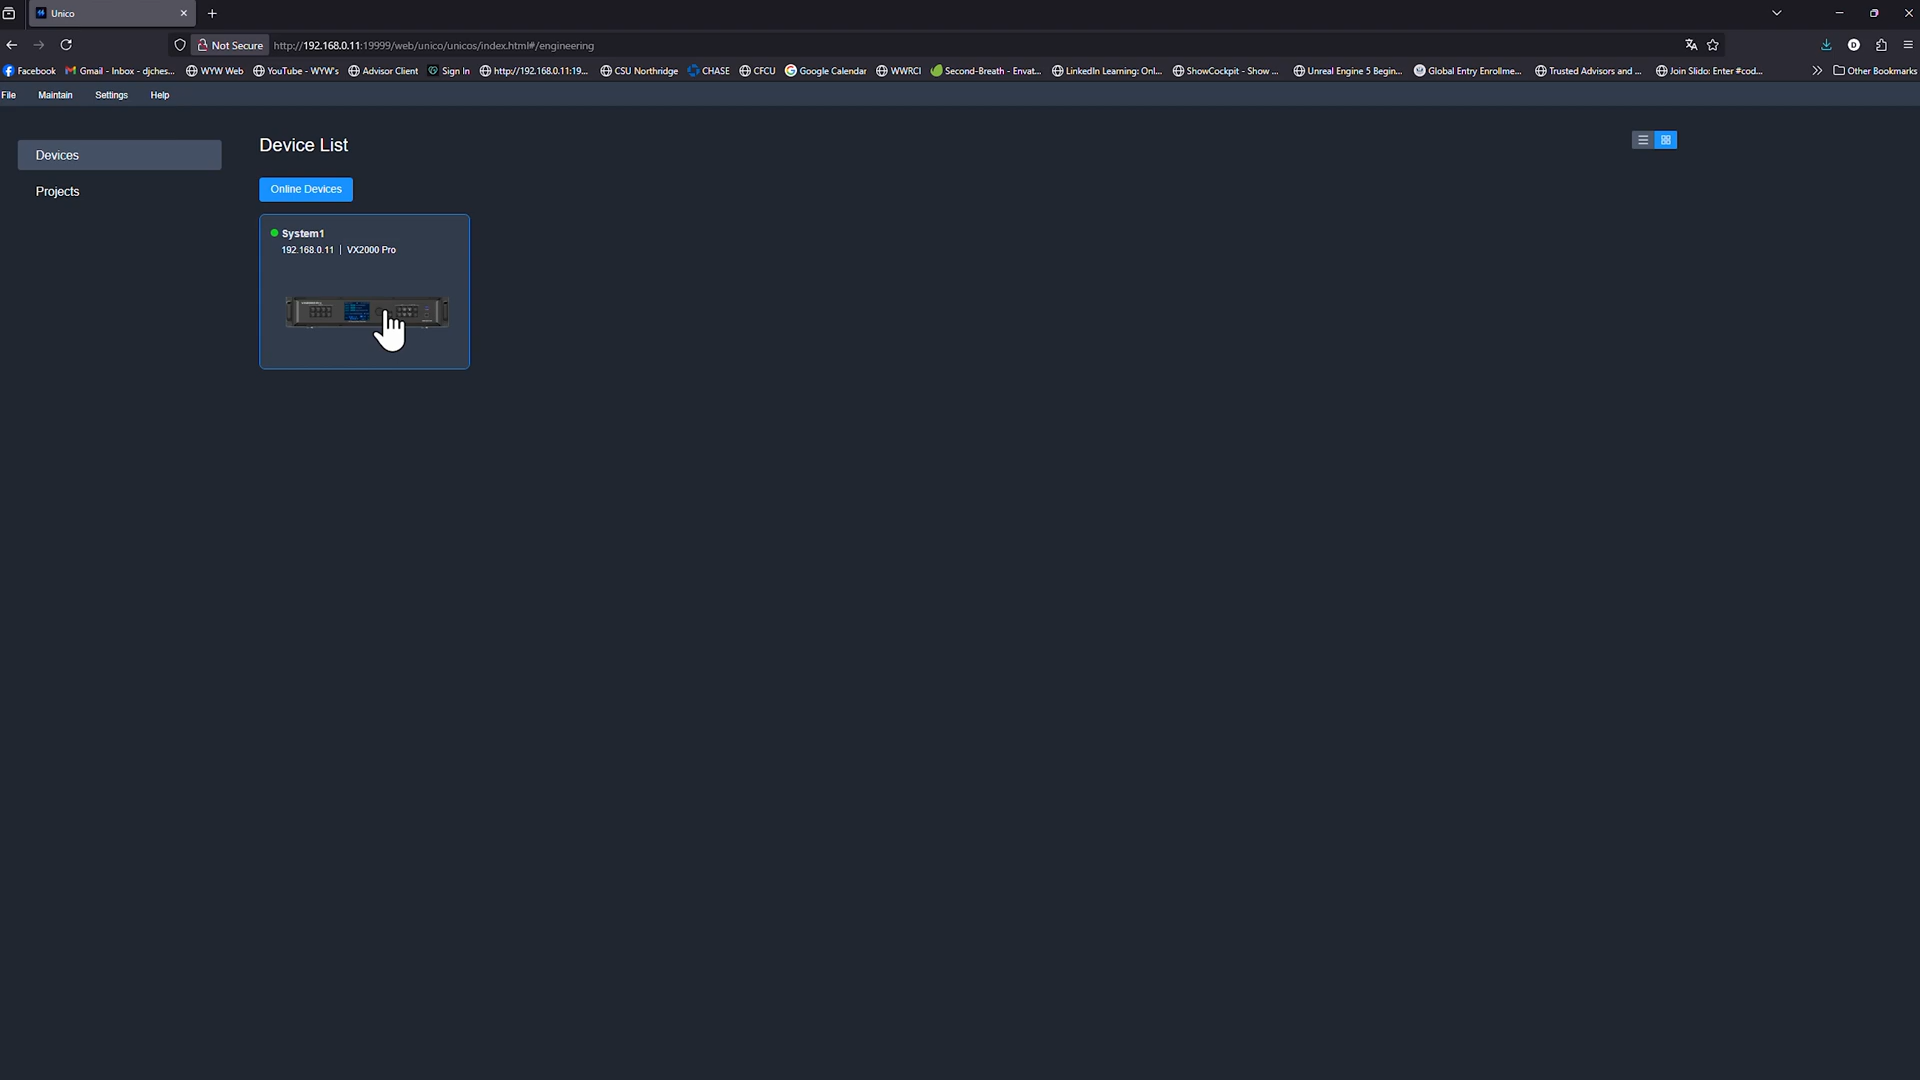 Unico
Not Secure
http://192.168.0.11:19999/web/unico/unicos/index.html#/engineering
Facebook
Gmail - Inbox - djches...
WYW Web
YouTube - WYW's
Advisor Client
Sign In
http://192.168.0.11:19...
CSU Northridge
CHASE
CFCU
Google Calendar
WWRCI
Second-Breath - Envat...
LinkedIn Learning: Onl...
ShowCockpit - Show ...
Unreal Engine 5 Begin...
Global Entry Enrollme...
Trusted Advisors and ...
Join Slido: Enter #cod...
Other Bookmarks
File
Maintain
Settings
Help
Devices
Projects
Device List
Online Devices
System1
192.168.0.11 | VX2000 Pro